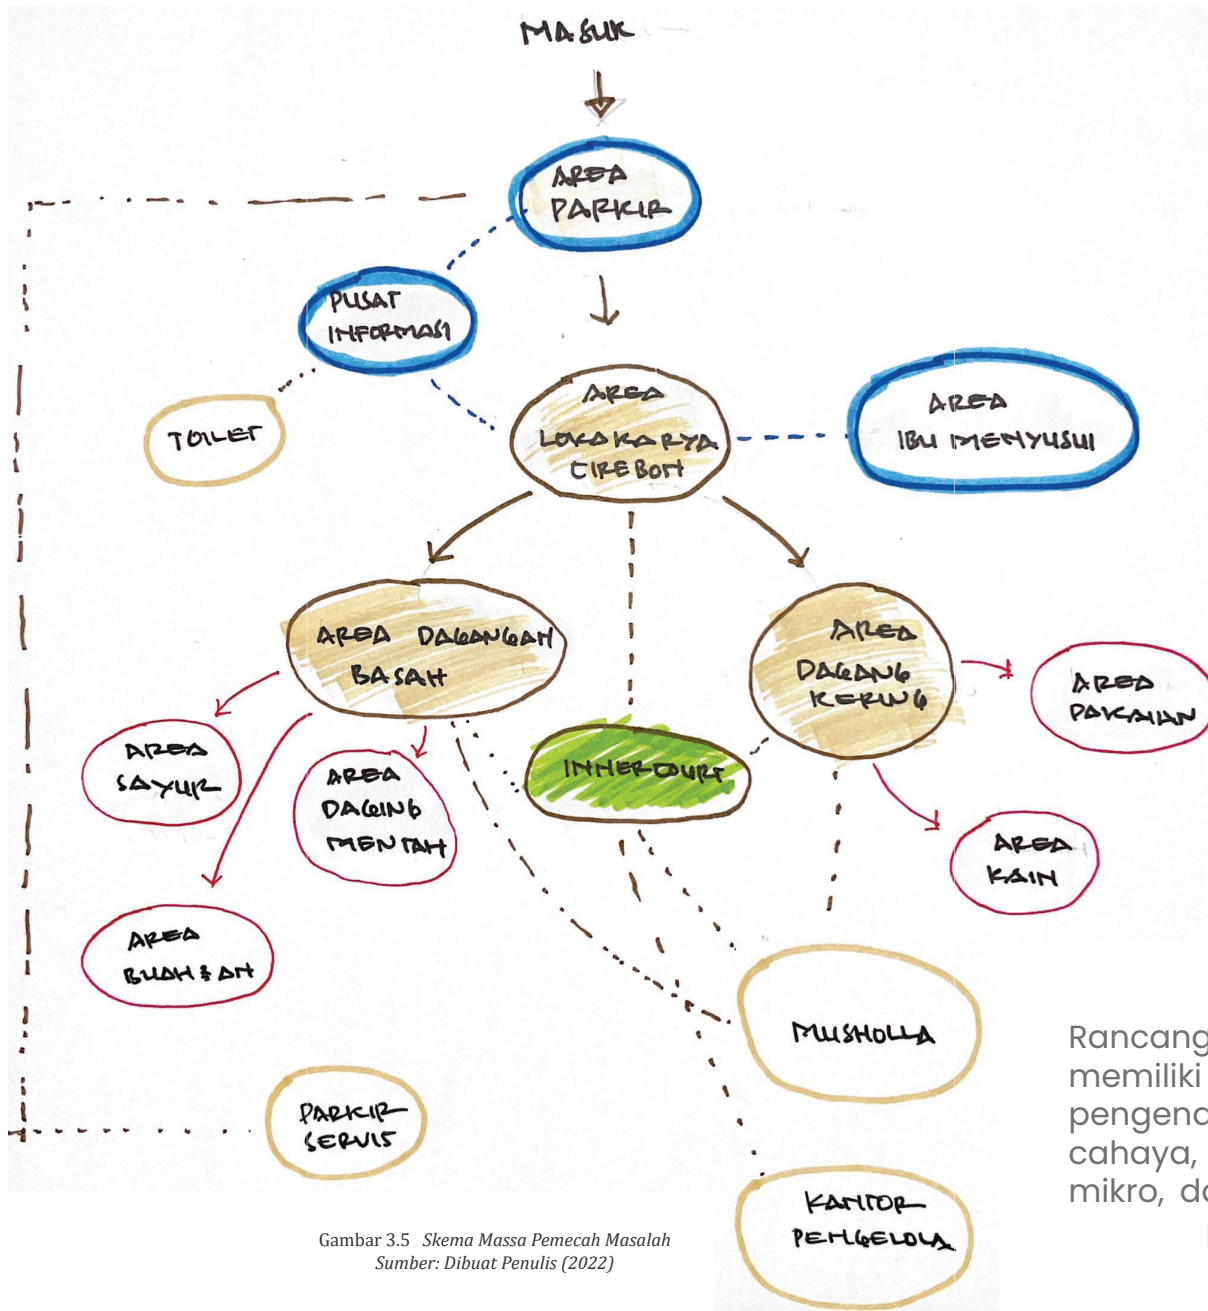 MASUK
AREA
PARKIR
PUSAT
INFORMASI
TOILET
AREA
LOKAKARYA
CIREBON
AREA
IBU MENYUSUI
AREA DAGANGAN
BASAH
AREA
DAGANG
KERING
AREA
PAKAIAN
AREA
SAYUR
AREA
DAGING
MENTAH
INNERCOURT
AREA
KAIN
AREA
BUAH&AN
MUSHOLLA
PARKIR
SERVIS
KANTOR
PENGELOLA
Rancang
memiliki
pengend
cahaya,
mikro, da
Gambar 3.5 Skema Massa Pemecah Masalah
Sumber: Dibuat Penulis (2022)